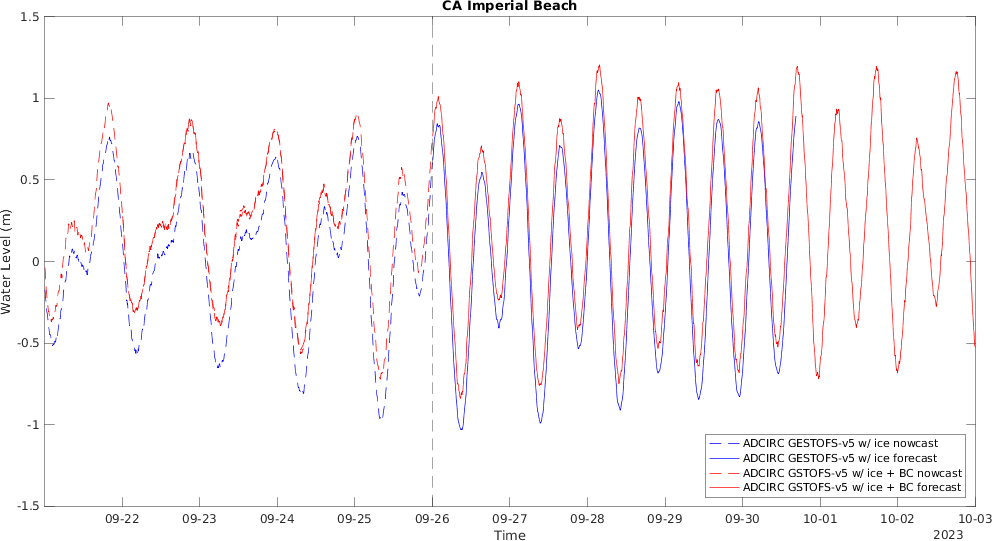 CA Imperial Beach
1.5
1
0.5
0
-0.5
-1
-1.5
Water Level (m)
09-22 09-23 09-24 09-25 09-26 09-27 09-28 09-29 09-30 10-01 10-02 10-03
Time
2023
ADCIRC GESTOFS-v5 w/ ice nowcast
ADCIRC GESTOFS-v5 w/ ice forecast
ADCIRC GSTOFS-v5 w/ ice + BC nowcast
ADCIRC GSTOFS-v5 w/ ice + BC forecast